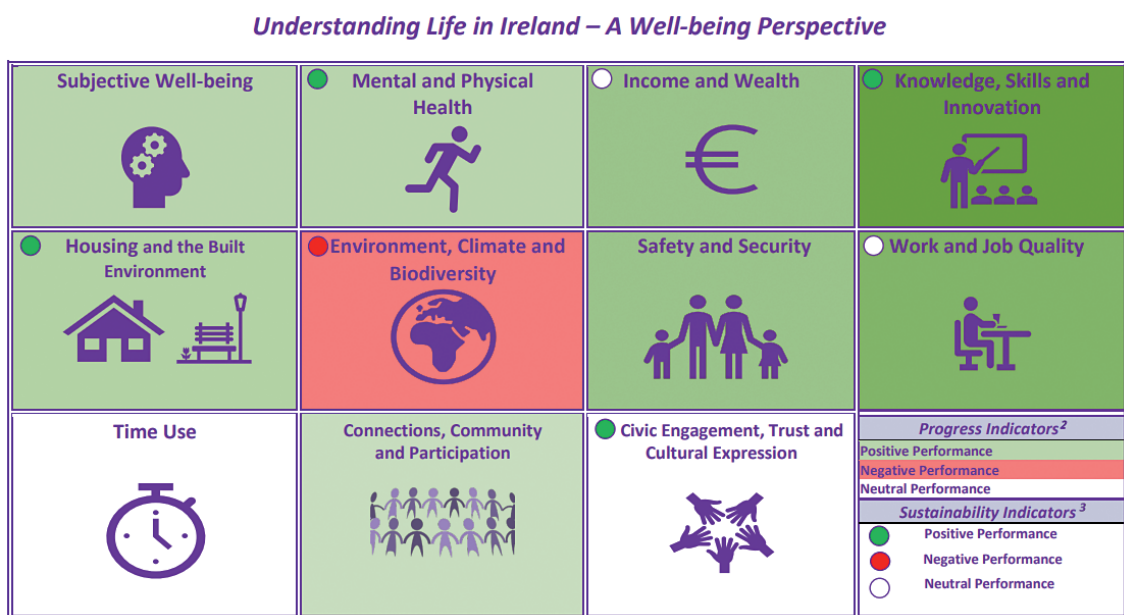 Understanding Life in Ireland – A Well-being Perspective
Subjective Well-being
Mental and Physical
Health
Income and Wealth
Knowledge, Skills and
Innovation
Housing and the Built
Environment
Environment, Climate and
Biodiversity
Safety and Security
Work and Job Quality
Time Use
Connections, Community
and Participation
Civic Engagement, Trust and
Cultural Expression
Progress Indicators²
Positive Performance
Negative Performance
Neutral Performance
Sustainability Indicators ³
Positive Performance
Negative Performance
Neutral Performance